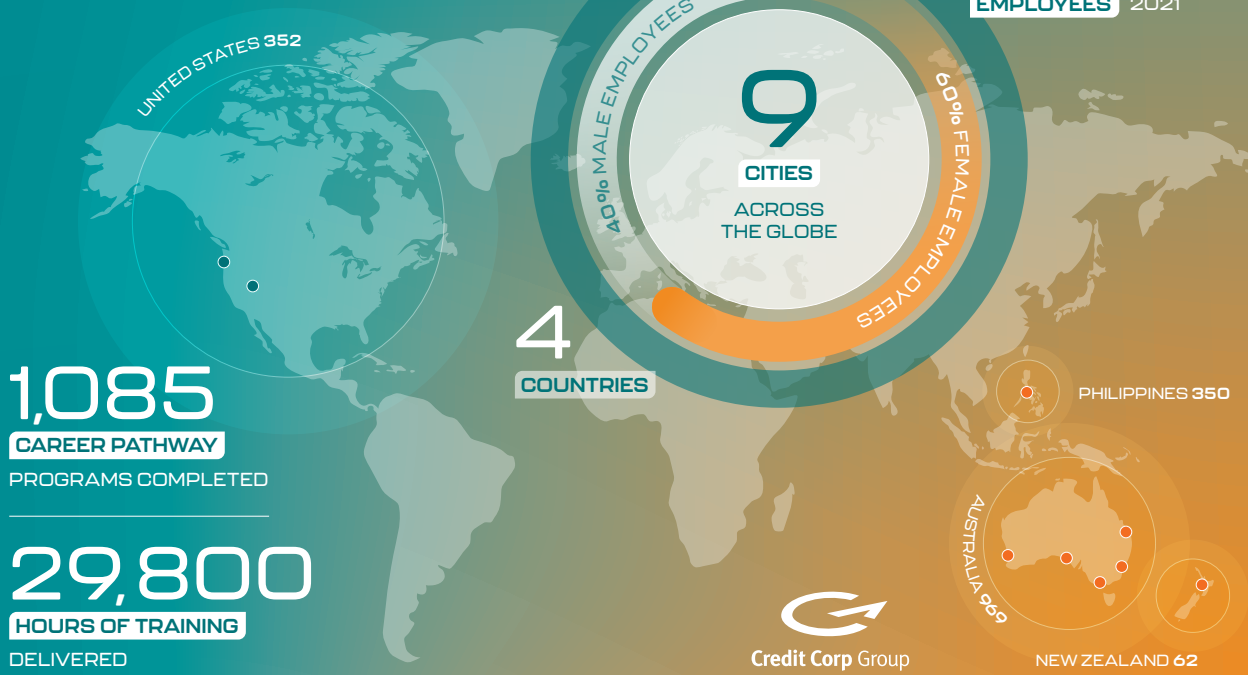 EMPLOYEES 2021
UNITED STATES 352
40% MALE EMPLOYEES
60% FEMALE EMPLOYEES
9
CITIES
ACROSS
THE GLOBE
4
COUNTRIES
1,085
CAREER PATHWAY
PROGRAMS COMPLETED
PHILIPPINES 350
29,800
HOURS OF TRAINING
DELIVERED
AUSTRALIA 969
NEW ZEALAND 62
Credit Corp Group